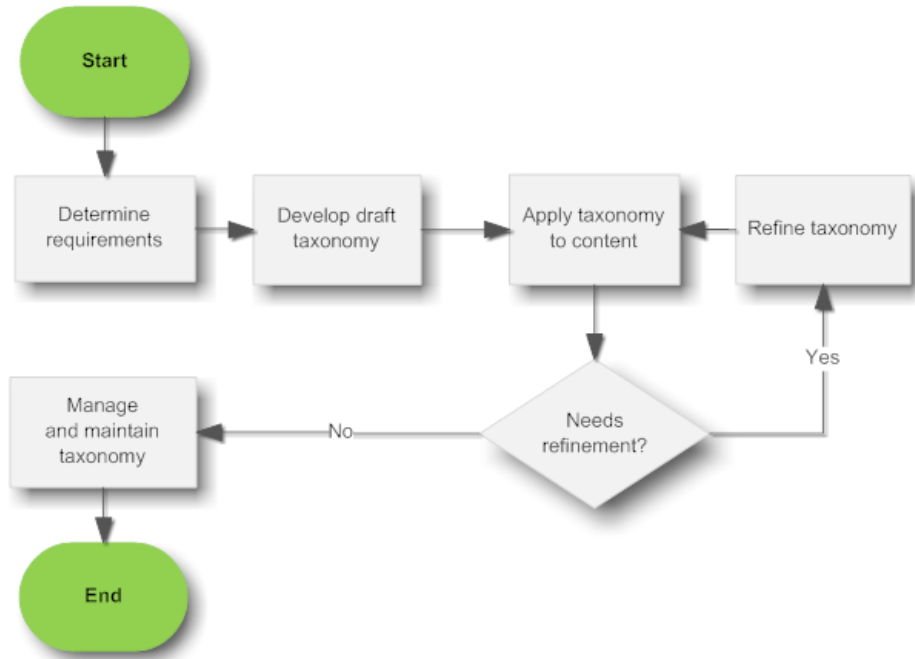 Start
Determine
requirements
Develop draft
taxonomy
Apply taxonomy
to content
Refine taxonomy
Yes
Needs
refinement?
No
Manage
and maintain
taxonomy
End